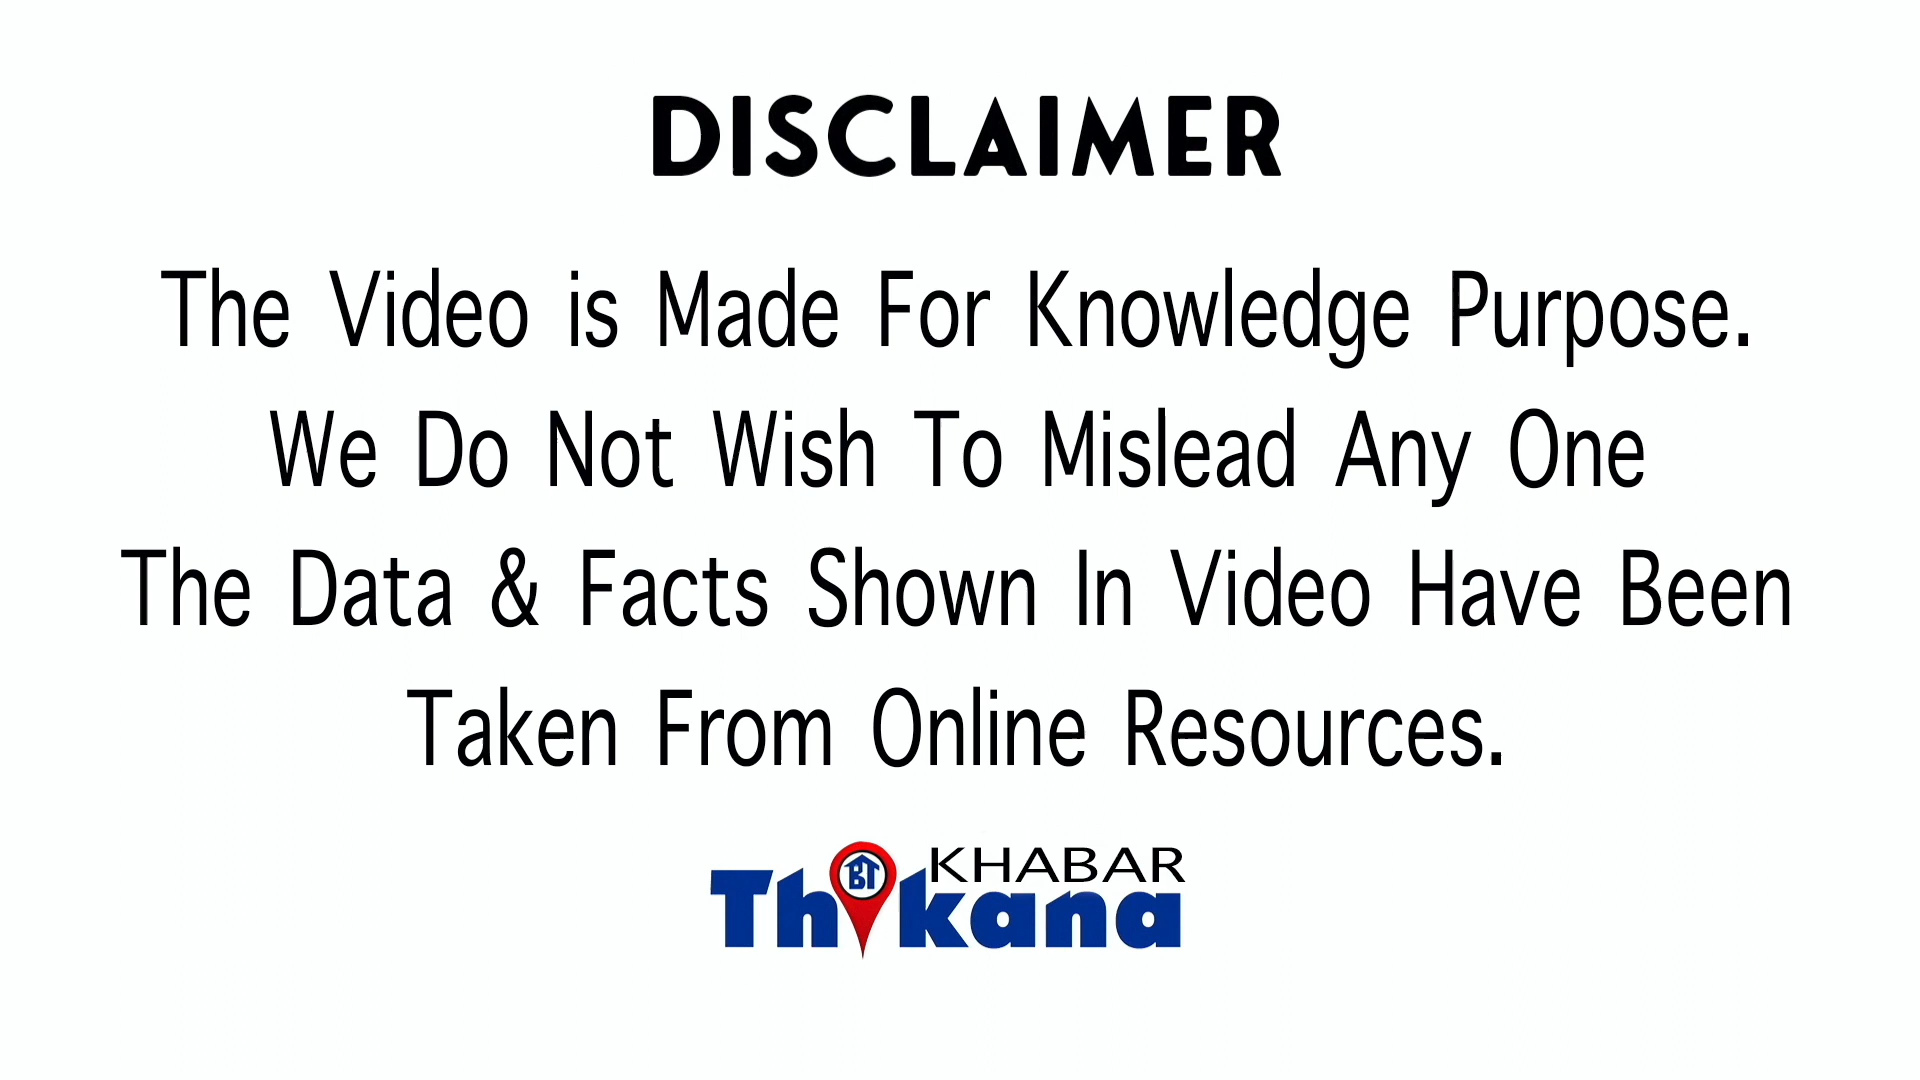 DISCLAIMER
The Video is Made For Knowledge Purpose.
We Do Not Wish To Mislead Any One
The Data & Facts Shown In Video Have Been
Taken From Online Resources.
KHABAR
BT
Thikana